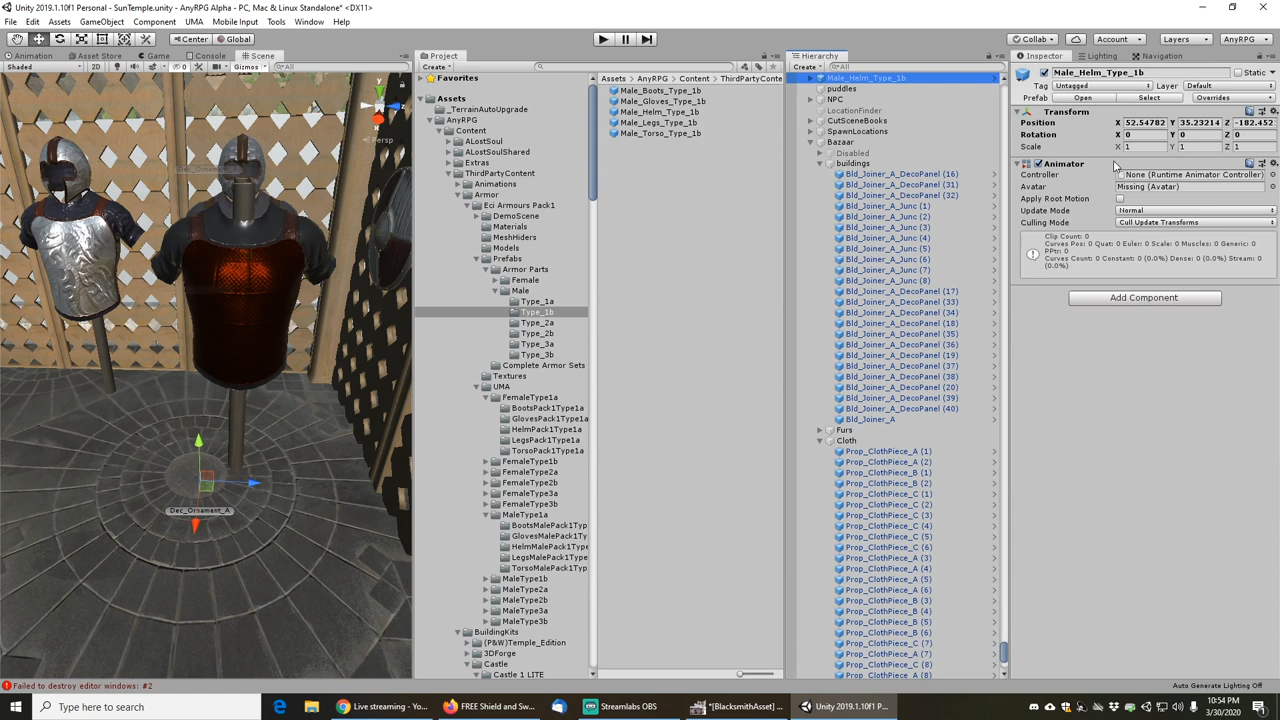 Unity 2019.1.10f1 Personal - SunTemple.unity - AnyRPG Alpha - PC, Mac & Linux Standalone* <DX11>
File Edit Assets GameObject Component UMA Mobile Input Tools Window Help
Center Global Collab Account Layers AnyRPG
Animation Asset Store Game Console Scene
Shaded 2D 0 Gizmos All
y z Persp
Dec_Ornament_A
Project
Create
Favorites
Assets
_TerrainAutoUpgrade
AnyRPG
Content
ALostSoul
ALostSoulShared
Extras
ThirdPartyContent
Animations
Armor
Eci Armours Pack1
DemoScene
Materials
MeshHiders
Models
Prefabs
Armor Parts
Female
Male
Type_1a
Type_1b
Type_2a
Type_2b
Type_3a
Type_3b
Complete Armor Sets
Textures
UMA
FemaleType1a
BootsPack1Type1a
GlovesPack1Type1a
HelmPack1Type1a
LegsPack1Type1a
TorsoPack1Type1a
FemaleType1b
FemaleType2a
FemaleType2b
FemaleType3a
FemaleType3b
MaleType1a
BootsMalePack1Typ
GlovesMalePack1Typ
HelmMalePack1Type
LegsMalePack1Type
TorsoMalePack1Typ
MaleType1b
MaleType2a
MaleType2b
MaleType3a
MaleType3b
BuildingKits
(P&W)Temple_Edition
3DForge
Castle
Castle 1 LITE
Assets AnyRPG Content ThirdPartyConte
Male_Boots_Type_1b
Male_Gloves_Type_1b
Male_Helm_Type_1b
Male_Legs_Type_1b
Male_Torso_Type_1b
Hierarchy
Create All
Male_Helm_Type_1b
puddles
NPC
LocationFinder
CutSceneBooks
SpawnLocations
Bazaar
Disabled
buildings
Bld_Joiner_A_DecoPanel (16)
Bld_Joiner_A_DecoPanel (31)
Bld_Joiner_A_DecoPanel (32)
Bld_Joiner_A_Junc (1)
Bld_Joiner_A_Junc (2)
Bld_Joiner_A_Junc (3)
Bld_Joiner_A_Junc (4)
Bld_Joiner_A_Junc (5)
Bld_Joiner_A_Junc (6)
Bld_Joiner_A_Junc (7)
Bld_Joiner_A_Junc (8)
Bld_Joiner_A_DecoPanel (17)
Bld_Joiner_A_DecoPanel (33)
Bld_Joiner_A_DecoPanel (34)
Bld_Joiner_A_DecoPanel (18)
Bld_Joiner_A_DecoPanel (35)
Bld_Joiner_A_DecoPanel (36)
Bld_Joiner_A_DecoPanel (19)
Bld_Joiner_A_DecoPanel (37)
Bld_Joiner_A_DecoPanel (38)
Bld_Joiner_A_DecoPanel (20)
Bld_Joiner_A_DecoPanel (39)
Bld_Joiner_A_DecoPanel (40)
Bld_Joiner_A
Furs
Cloth
Prop_ClothPiece_A (1)
Prop_ClothPiece_A (2)
Prop_ClothPiece_B (1)
Prop_ClothPiece_B (2)
Prop_ClothPiece_C (1)
Prop_ClothPiece_C (2)
Prop_ClothPiece_C (3)
Prop_ClothPiece_C (4)
Prop_ClothPiece_C (5)
Prop_ClothPiece_C (6)
Prop_ClothPiece_A (3)
Prop_ClothPiece_A (4)
Prop_ClothPiece_A (5)
Prop_ClothPiece_A (6)
Prop_ClothPiece_B (3)
Prop_ClothPiece_B (4)
Prop_ClothPiece_B (5)
Prop_ClothPiece_B (6)
Prop_ClothPiece_C (7)
Prop_ClothPiece_A (7)
Prop_ClothPiece_C (8)
Prop_ClothPiece_A (8)
Inspector Lighting Navigation
Male_Helm_Type_1b Static
Tag Untagged Layer Default
Prefab Open Select Overrides
Transform
Position X 52.54782 Y 35.23214 Z -182.452
Rotation X 0 Y 0 Z 0
Scale X 1 Y 1 Z 1
Animator
Controller None (Runtime Animator Controller)
Avatar Missing (Avatar)
Apply Root Motion
Update Mode Normal
Culling Mode Cull Update Transforms
Clip Count: 0
Curves Pos: 0 Quat: 0 Euler: 0 Scale: 0 Muscles: 0 Generic: 0
PPtr: 0
Curves Count: 0 Constant: 0 (0.0%) Dense: 0 (0.0%) Stream: 0
(0.0%)
Add Component
Failed to destroy editor windows: #2
Auto Generate Lighting Off
Type here to search
Live streaming - Yo...
FREE Shield and Sw...
Streamlabs OBS
*[BlacksmithAsset] ...
Unity 2019.1.10f1 P...
10:54 PM
3/30/2020